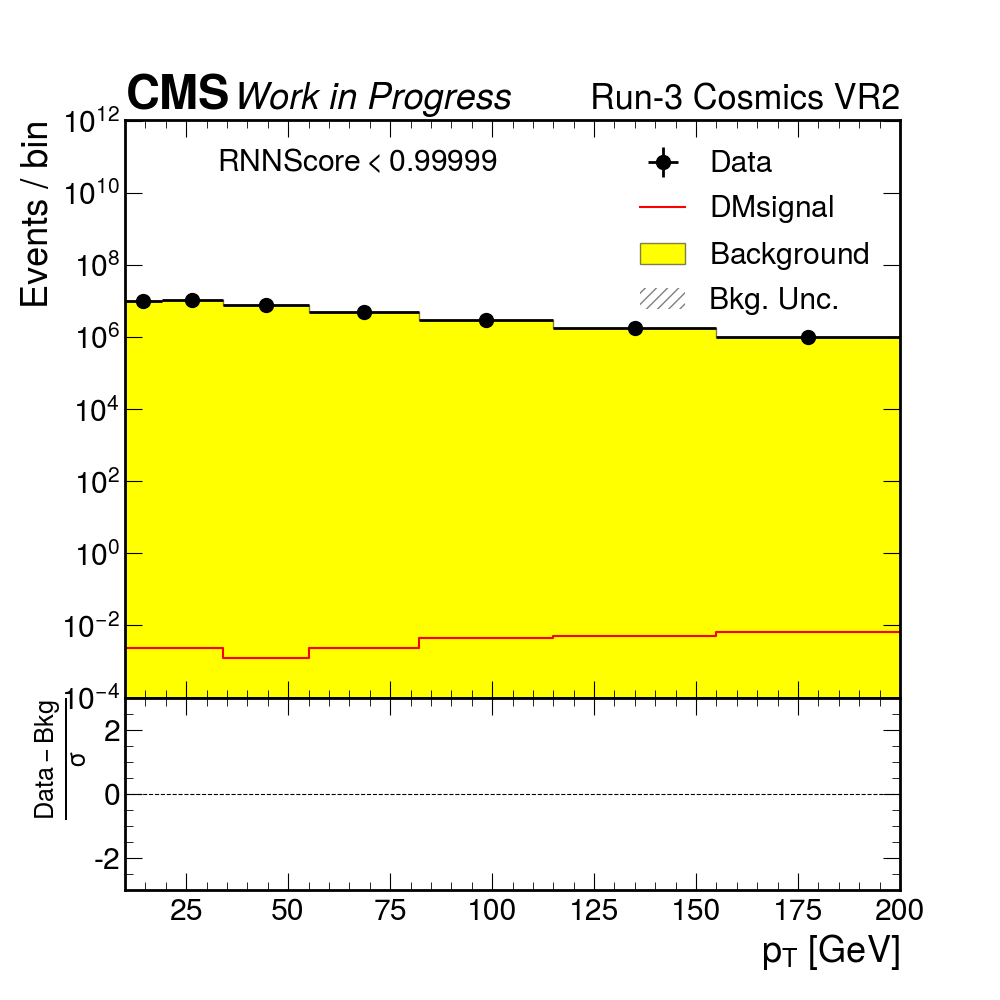 CMS Work in Progress Run-3 Cosmics VR2
Events / bin
RNNScore < 0.99999
Data
DMsignal
Background
Bkg. Unc.
10^12
10^10
10^8
10^6
10^4
10^2
10^0
10^−2
10^−4
Data − Bkg
σ
2
0
-2
25 50 75 100 125 150 175 200
p_T [GeV]